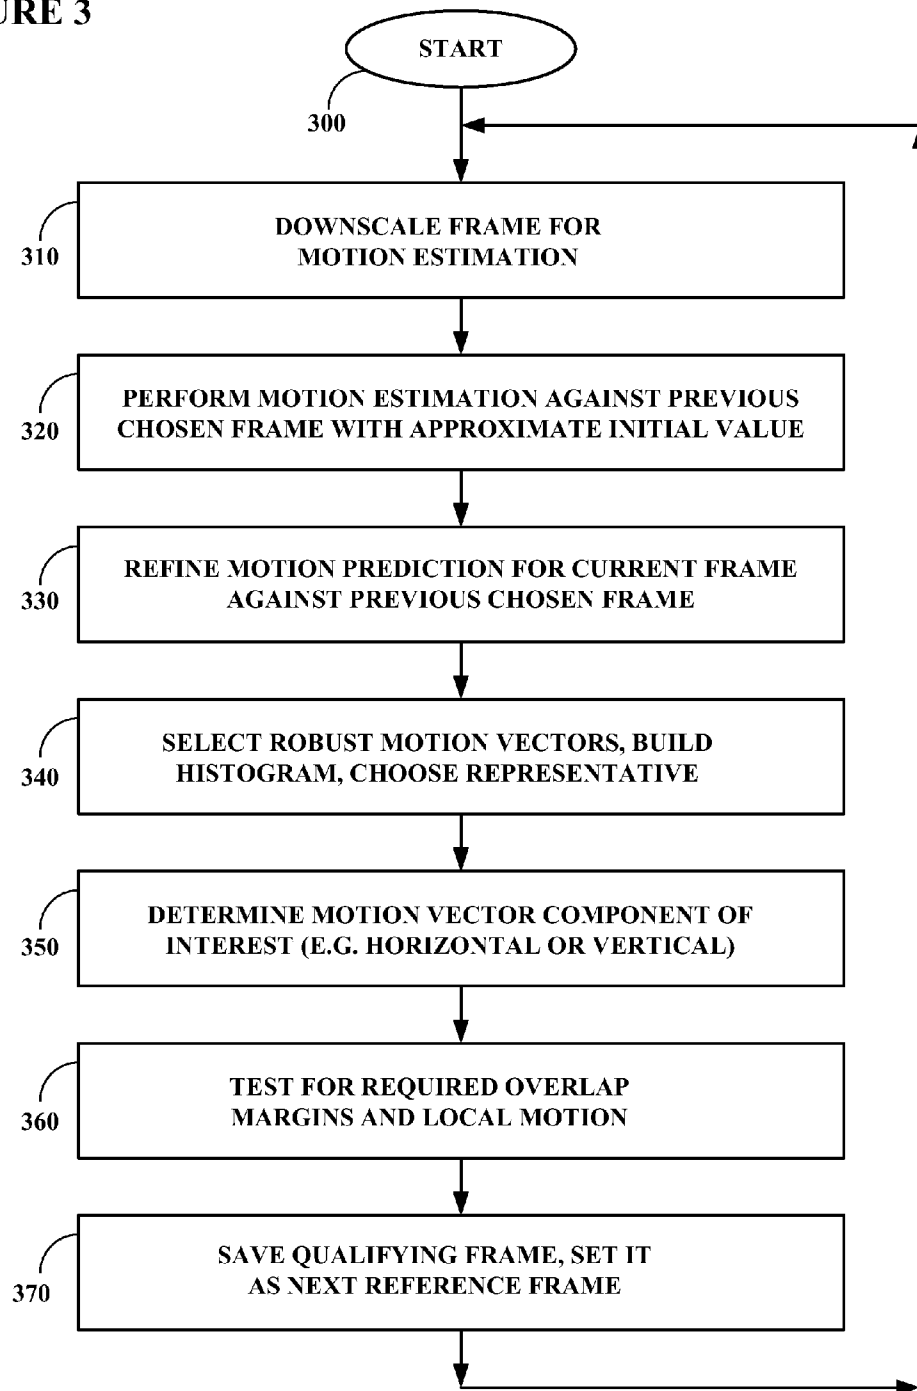 URE 3
START
300
DOWNSCALE FRAME FOR
MOTION ESTIMATION
310
PERFORM MOTION ESTIMATION AGAINST PREVIOUS
CHOSEN FRAME WITH APPROXIMATE INITIAL VALUE
320
REFINE MOTION PREDICTION FOR CURRENT FRAME
AGAINST PREVIOUS CHOSEN FRAME
330
SELECT ROBUST MOTION VECTORS, BUILD
HISTOGRAM, CHOOSE REPRESENTATIVE
340
DETERMINE MOTION VECTOR COMPONENT OF
INTEREST (E.G. HORIZONTAL OR VERTICAL)
350
TEST FOR REQUIRED OVERLAP
MARGINS AND LOCAL MOTION
360
SAVE QUALIFYING FRAME, SET IT
AS NEXT REFERENCE FRAME
370